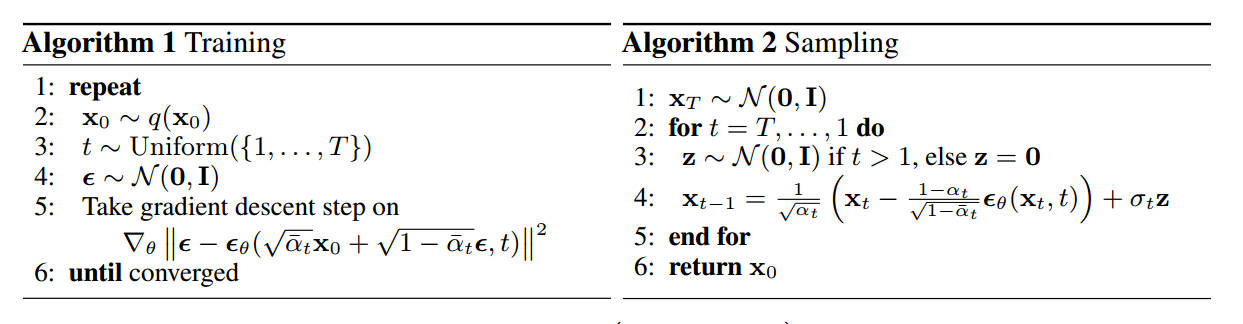 Algorithm 1 Training
1: repeat
2: x₀ ∼ q(x₀)
3: t ∼ Uniform({1, . . . , T})
4: ϵ ∼ 𝒩(0, I)
5: Take gradient descent step on
∇θ ‖ϵ − ϵθ(√ᾱₜx₀ + √1 − ᾱₜϵ, t)‖²
6: until converged
Algorithm 2 Sampling
1: x_T ∼ 𝒩(0, I)
2: for t = T, . . . , 1 do
3: z ∼ 𝒩(0, I) if t > 1, else z = 0
4: xₜ₋₁ = 1/√αₜ (xₜ − (1−αₜ)/√(1−ᾱₜ) ϵθ(xₜ, t)) + σₜz
5: end for
6: return x₀